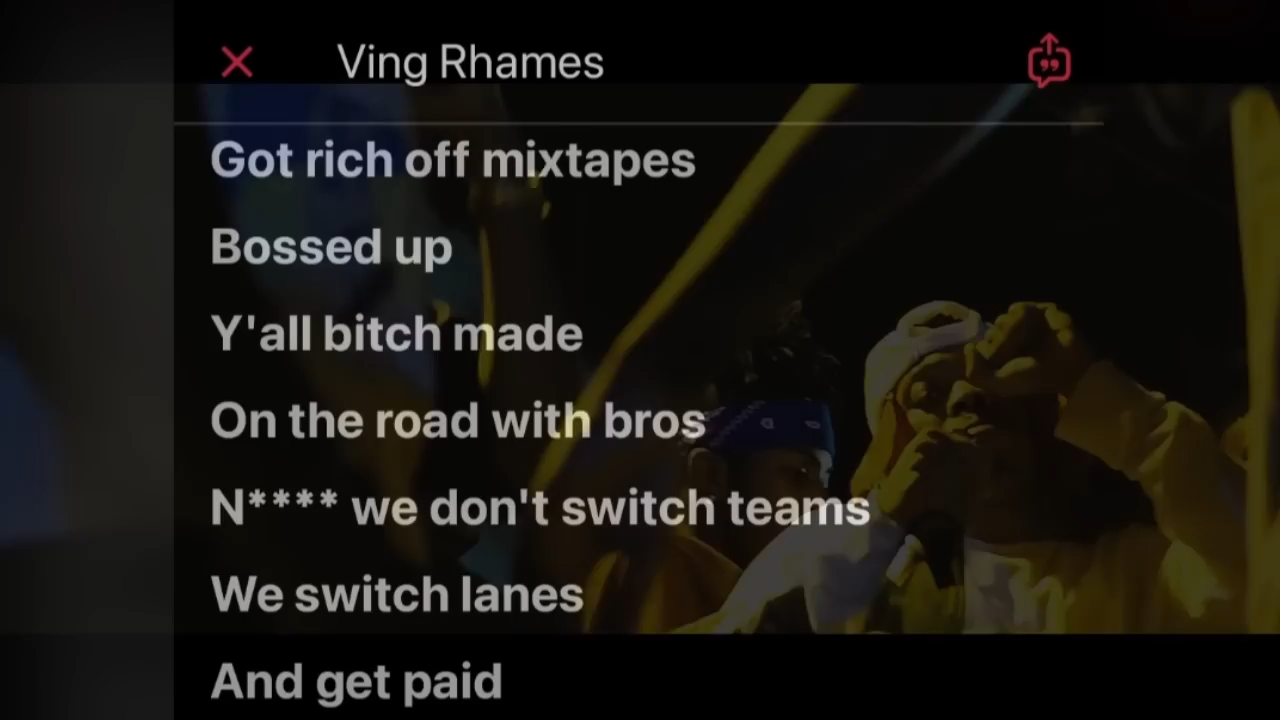 Ving Rhames
Got rich off mixtapes
Bossed up
Y'all bitch made
On the road with bros
N**** we don't switch teams
We switch lanes
And get paid